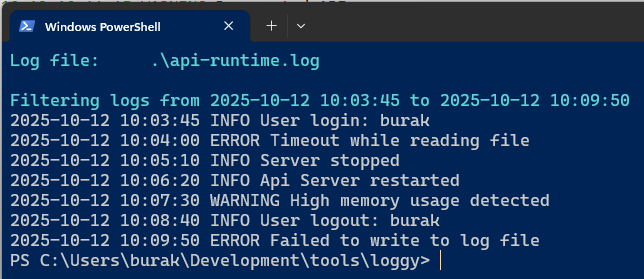 Windows PowerShell
Log file: .\api-runtime.log
Filtering logs from 2025-10-12 10:03:45 to 2025-10-12 10:09:50
2025-10-12 10:03:45 INFO User login: burak
2025-10-12 10:04:00 ERROR Timeout while reading file
2025-10-12 10:05:10 INFO Server stopped
2025-10-12 10:06:20 INFO Api Server restarted
2025-10-12 10:07:30 WARNING High memory usage detected
2025-10-12 10:08:40 INFO User logout: burak
2025-10-12 10:09:50 ERROR Failed to write to log file
PS C:\Users\burak\Development\tools\loggy>